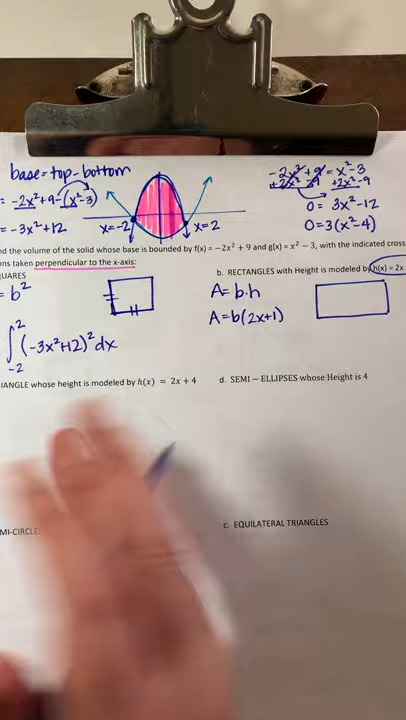 base=top-bottom
= -2x²+9-(x²-3)
= -3x²+12
x=-2
x=2
-2x²+9 = x²-3
+2x²-9 +2x²-9
0= 3x²-12
0=3(x²-4)
nd the volume of the solid whose base is bounded by f(x) = −2x² + 9 and g(x) = x² − 3, with the indicated cross
ons taken perpendicular to the x-axis:
UARES
= b²
∫ from -2 to 2 (-3x²+12)² dx
b. RECTANGLES with Height is modeled by h(x) = 2x
A= b·h
A= b(2x+1)
IANGLE whose height is modeled by h(x) = 2x + 4
d. SEMI – ELLIPSES whose Height is 4
MI-CIRCLE
c. EQUILATERAL TRIANGLES